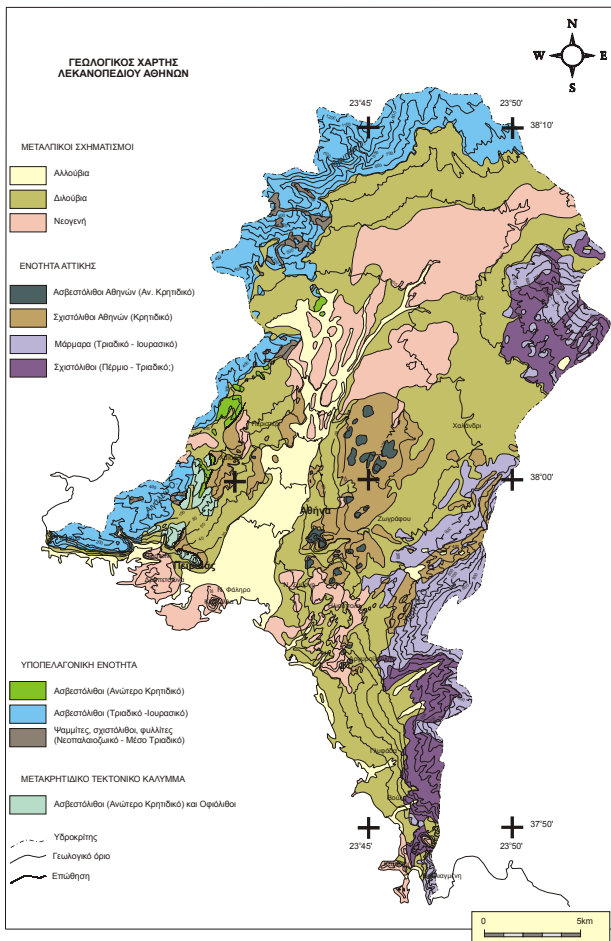 N
W E
S
ΓΕΩΛΟΓΙΚΟΣ ΧΑΡΤΗΣ
ΛΕΚΑΝΟΠΕΔΙΟΥ ΑΘΗΝΩΝ
23°45' 23°50'
38°10'
ΜΕΤΑΛΠΙΚΟΙ ΣΧΗΜΑΤΙΣΜΟΙ
Αλλούβια
Διλούβια
Νεογενή
ΕΝΟΤΗΤΑ ΑΤΤΙΚΗΣ
Ασβεστόλιθοι Αθηνών (Αν. Κρητιδικό)
Σχιστόλιθοι Αθηνών (Κρητιδικό)
Μάρμαρα (Τριαδικό - Ιουρασικό)
Σχιστόλιθοι (Πέρμιο - Τριαδικό;)
Κηφισιά
Χαλάνδρι
38°00'
Αθήνα
Ζωγράφου
Ν. Φάληρο
Γλυφάδα
ΥΠΟΠΕΛΑΓΟΝΙΚΗ ΕΝΟΤΗΤΑ
Ασβεστόλιθοι (Ανώτερο Κρητιδικό)
Ασβεστόλιθοι (Τριαδικό -Ιουρασικό)
Ψαμμίτες, σχιστόλιθοι, φυλλίτες
(Νεοπαλαιοζωικό - Μέσο Τριαδικό)
ΜΕΤΑΚΡΗΤΙΔΙΚΟ ΤΕΚΤΟΝΙΚΟ ΚΑΛΥΜΜΑ
Ασβεστόλιθοι (Ανώτερο Κρητιδικό) και Οφιόλιθοι
Υδροκρίτης
Γεωλογικό όριο
Επώθηση
37°50'
23°45' 23°50'
0 5km